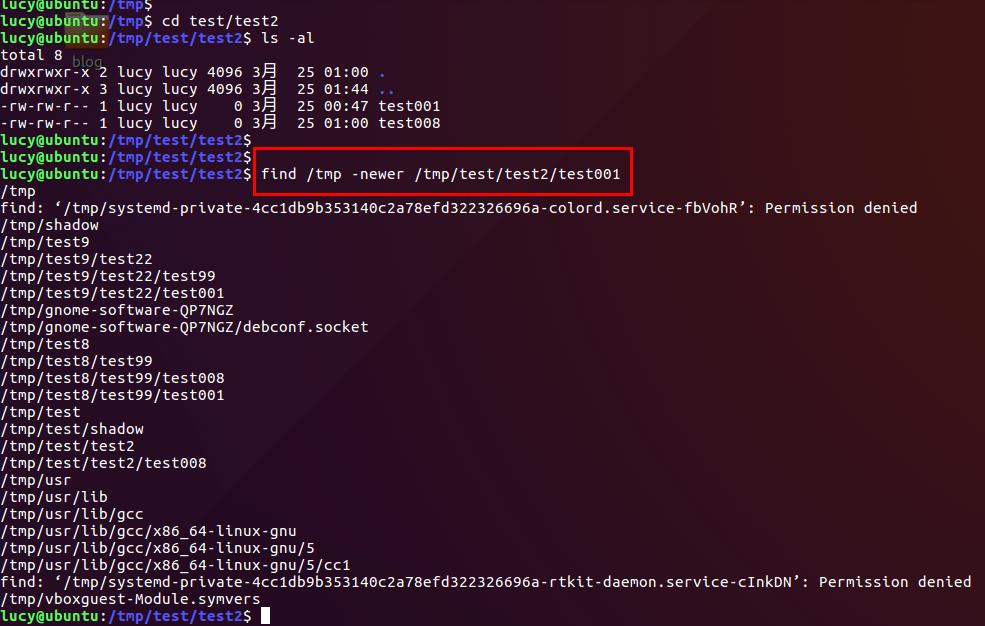 lucy@ubuntu:/tmp$
lucy@ubuntu:/tmp$ cd test/test2
lucy@ubuntu:/tmp/test/test2$ ls -al
total 8
blog
drwxrwxr-x 2 lucy lucy 4096 3月  25 01:00 .
drwxrwxr-x 3 lucy lucy 4096 3月  25 01:44 ..
-rw-rw-r-- 1 lucy lucy    0 3月  25 00:47 test001
-rw-rw-r-- 1 lucy lucy    0 3月  25 01:00 test008
lucy@ubuntu:/tmp/test/test2$
lucy@ubuntu:/tmp/test/test2$
lucy@ubuntu:/tmp/test/test2$ find /tmp -newer /tmp/test/test2/test001
/tmp
find: ‘/tmp/systemd-private-4cc1db9b353140c2a78efd322326696a-colord.service-fbVohR’: Permission denied
/tmp/shadow
/tmp/test9
/tmp/test9/test22
/tmp/test9/test22/test99
/tmp/test9/test22/test001
/tmp/gnome-software-QP7NGZ
/tmp/gnome-software-QP7NGZ/debconf.socket
/tmp/test8
/tmp/test8/test99
/tmp/test8/test99/test008
/tmp/test8/test99/test001
/tmp/test
/tmp/test/shadow
/tmp/test/test2
/tmp/test/test2/test008
/tmp/usr
/tmp/usr/lib
/tmp/usr/lib/gcc
/tmp/usr/lib/gcc/x86_64-linux-gnu
/tmp/usr/lib/gcc/x86_64-linux-gnu/5
/tmp/usr/lib/gcc/x86_64-linux-gnu/5/cc1
find: ‘/tmp/systemd-private-4cc1db9b353140c2a78efd322326696a-rtkit-daemon.service-cInkDN’: Permission denied
/tmp/vboxguest-Module.symvers
lucy@ubuntu:/tmp/test/test2$